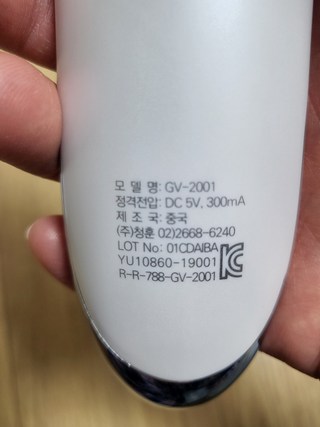 모 델 명: GV-2001
정격전압: DC 5V, 300mA
제 조 국: 중국
(주)청훈 02)2668-6240
LOT No: 01CDAIBA
YU10860-19001
R-R-788-GV-2001